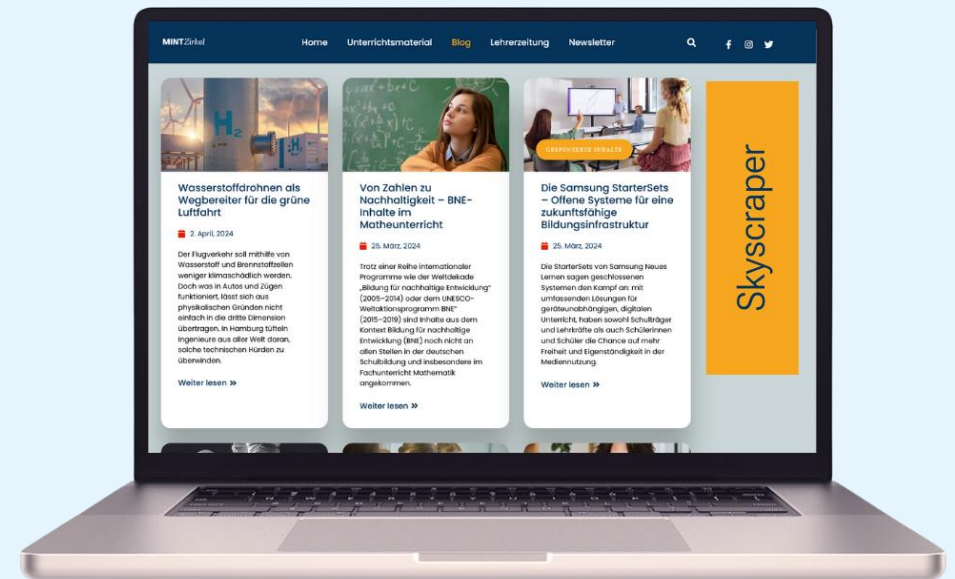 MINTZirkel
Home Unterrichtsmaterial Blog Lehrerzeitung Newsletter
H2
H2
Wasserstoffdrohnen als
Wegbereiter für die grüne
Luftfahrt
2. April, 2024
Der Flugverkehr soll mithilfe von
Wasserstoff und Brennstoffzellen
weniger klimaschädlich werden.
Doch was in Autos und Zügen
funktioniert, lässt sich aus
physikalischen Gründen nicht
einfach in die dritte Dimension
übertragen. In Hamburg tüfteln
Ingenieure aus aller Welt daran,
solche technischen Hürden zu
überwinden.
Weiter lesen »
Von Zahlen zu
Nachhaltigkeit – BNE-
Inhalte im
Matheunterricht
25. März, 2024
Trotz einer Reihe internationaler
Programme wie der Weltdekade
„Bildung für nachhaltige Entwicklung“
(2005–2014) oder dem UNESCO-
Weltaktionsprogramm BNE“
(2015–2019) sind Inhalte aus dem
Kontext Bildung für nachhaltige
Entwicklung (BNE) noch nicht an
allen Stellen in der deutschen
Schulbildung und insbesondere im
Fachunterricht Mathematik
angekommen.
Weiter lesen »
GESPONSERTE INHALTE
Die Samsung StarterSets
– Offene Systeme für eine
zukunftsfähige
Bildungsinfrastruktur
25. März, 2024
Die StarterSets von Samsung Neues
Lernen sagen geschlossenen
Systemen den Kampf an: mit
umfassenden Lösungen für
geräteunabhängigen, digitalen
Unterricht, haben sowohl Schulträger
und Lehrkräfte als auch Schülerinnen
und Schüler die Chance auf mehr
Freiheit und Eigenständigkeit in der
Mediennutzung.
Weiter lesen »
Skyscraper